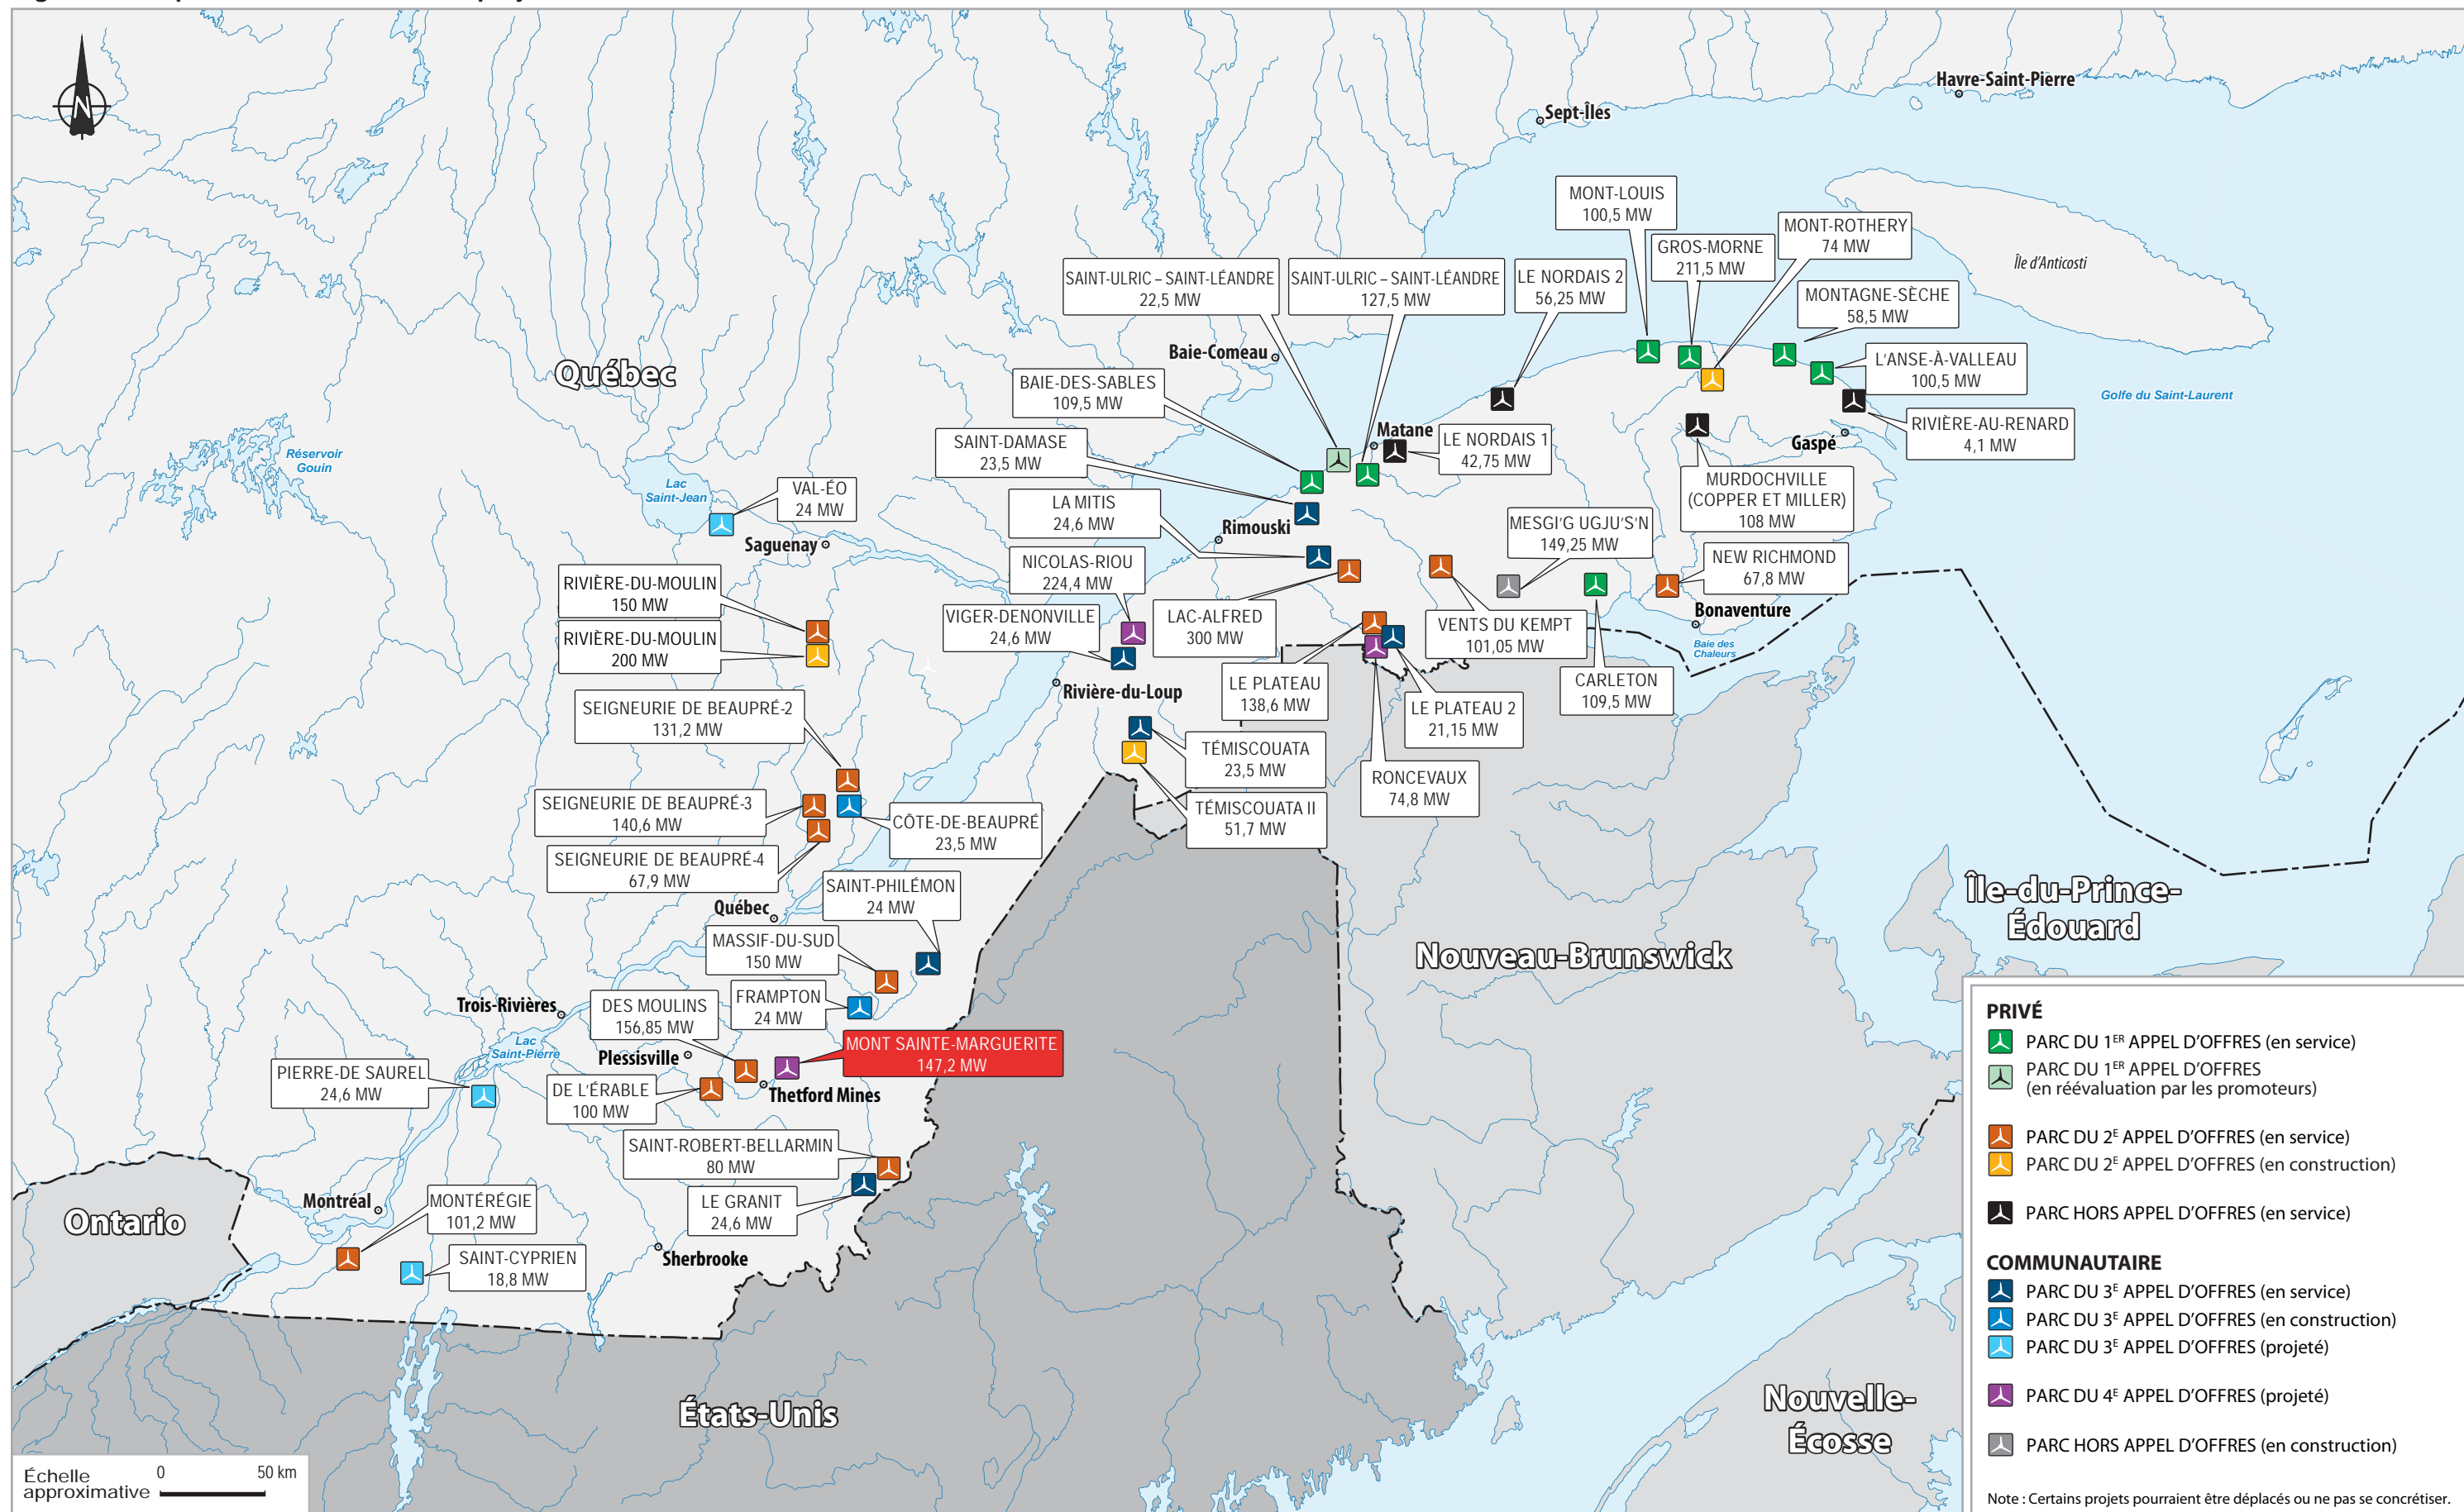 N
Havre-Saint-Pierre
Sept-Îles
MONT-LOUIS
100,5 MW
MONT-ROTHERY
74 MW
GROS-MORNE
211,5 MW
Île d'Anticosti
SAINT-ULRIC – SAINT-LÉANDRE
22,5 MW
SAINT-ULRIC – SAINT-LÉANDRE
127,5 MW
LE NORDAIS 2
56,25 MW
MONTAGNE-SÈCHE
58,5 MW
Baie-Comeau
L'ANSE-À-VALLEAU
100,5 MW
Québec
BAIE-DES-SABLES
109,5 MW
Golfe du Saint-Laurent
RIVIÈRE-AU-RENARD
4,1 MW
Gaspé
Matane
LE NORDAIS 1
42,75 MW
SAINT-DAMASE
23,5 MW
Réservoir
Gouin
Lac
Saint-Jean
VAL-ÉO
24 MW
MURDOCHVILLE
(COPPER ET MILLER)
108 MW
LA MITIS
24,6 MW
Rimouski
MESGI'G UGJU'S'N
149,25 MW
Saguenay
NICOLAS-RIOU
224,4 MW
NEW RICHMOND
67,8 MW
RIVIÈRE-DU-MOULIN
150 MW
VIGER-DENONVILLE
24,6 MW
LAC-ALFRED
300 MW
VENTS DU KEMPT
101,05 MW
Bonaventure
RIVIÈRE-DU-MOULIN
200 MW
Baie des
Chaleurs
LE PLATEAU
138,6 MW
CARLETON
109,5 MW
Rivière-du-Loup
LE PLATEAU 2
21,15 MW
SEIGNEURIE DE BEAUPRÉ-2
131,2 MW
TÉMISCOUATA
23,5 MW
RONCEVAUX
74,8 MW
SEIGNEURIE DE BEAUPRÉ-3
140,6 MW
TÉMISCOUATA II
51,7 MW
CÔTE-DE-BEAUPRÉ
23,5 MW
SEIGNEURIE DE BEAUPRÉ-4
67,9 MW
SAINT-PHILÉMON
24 MW
Île-du-Prince-
Édouard
Québec
MASSIF-DU-SUD
150 MW
Nouveau-Brunswick
FRAMPTON
24 MW
Trois-Rivières
DES MOULINS
156,85 MW
Lac
Saint-Pierre
Plessisville
MONT SAINTE-MARGUERITE
147,2 MW
PIERRE-DE SAUREL
24,6 MW
DE L'ÉRABLE
100 MW
Thetford Mines
SAINT-ROBERT-BELLARMIN
80 MW
LE GRANIT
24,6 MW
Montréal
MONTÉRÉGIE
101,2 MW
Ontario
SAINT-CYPRIEN
18,8 MW
Sherbrooke
États-Unis
Nouvelle-
Écosse
PRIVÉ
PARC DU 1ER APPEL D'OFFRES (en service)
PARC DU 1ER APPEL D'OFFRES
(en réévaluation par les promoteurs)
PARC DU 2E APPEL D'OFFRES (en service)
PARC DU 2E APPEL D'OFFRES (en construction)
PARC HORS APPEL D'OFFRES (en service)
COMMUNAUTAIRE
PARC DU 3E APPEL D'OFFRES (en service)
PARC DU 3E APPEL D'OFFRES (en construction)
PARC DU 3E APPEL D'OFFRES (projeté)
PARC DU 4E APPEL D'OFFRES (projeté)
PARC HORS APPEL D'OFFRES (en construction)
Note : Certains projets pourraient être déplacés ou ne pas se concrétiser.
Échelle
approximative
0 50 km